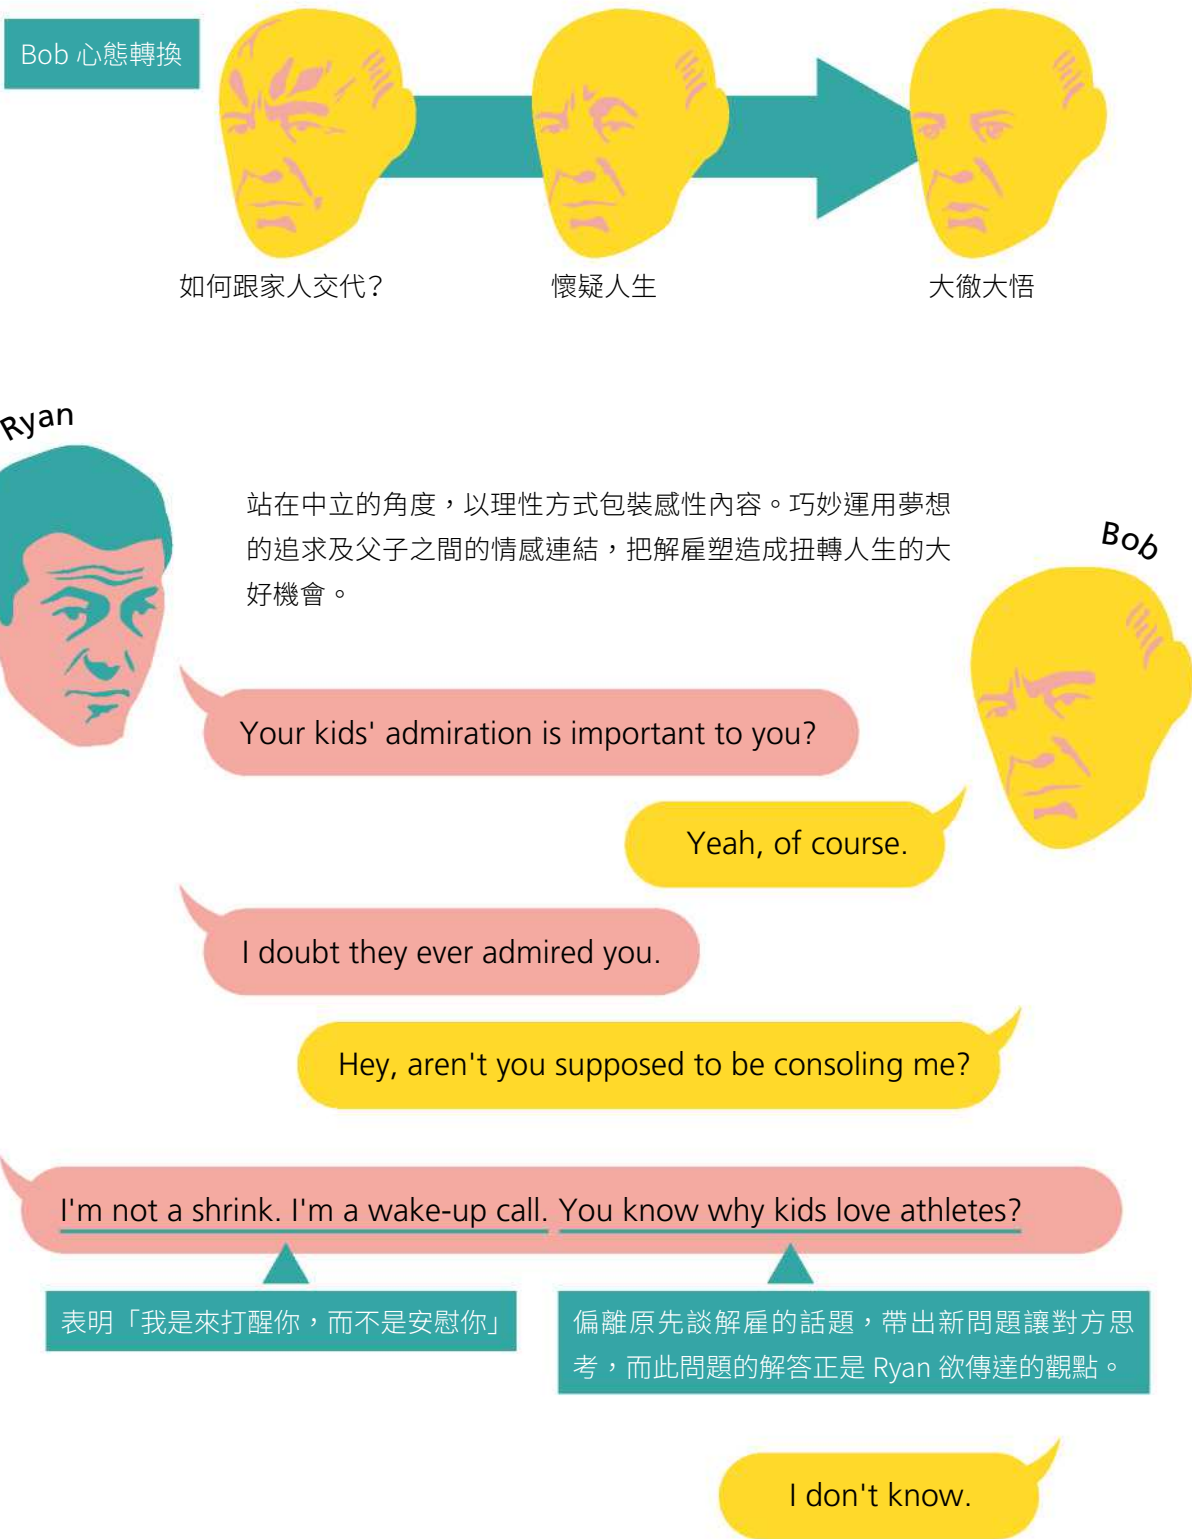 Bob 心態轉換
如何跟家人交代?
懷疑人生
大徹大悟
Ryan
站在中立的角度，以理性方式包裝感性內容。巧妙運用夢想
的追求及父子之間的情感連結，把解雇塑造成扭轉人生的大
好機會。
Bob
Your kids' admiration is important to you?
Yeah, of course.
I doubt they ever admired you.
Hey, aren't you supposed to be consoling me?
I'm not a shrink. I'm a wake-up call. You know why kids love athletes?
表明「我是來打醒你，而不是安慰你」
偏離原先談解雇的話題，帶出新問題讓對方思
考，而此問題的解答正是 Ryan 欲傳達的觀點。
I don't know.